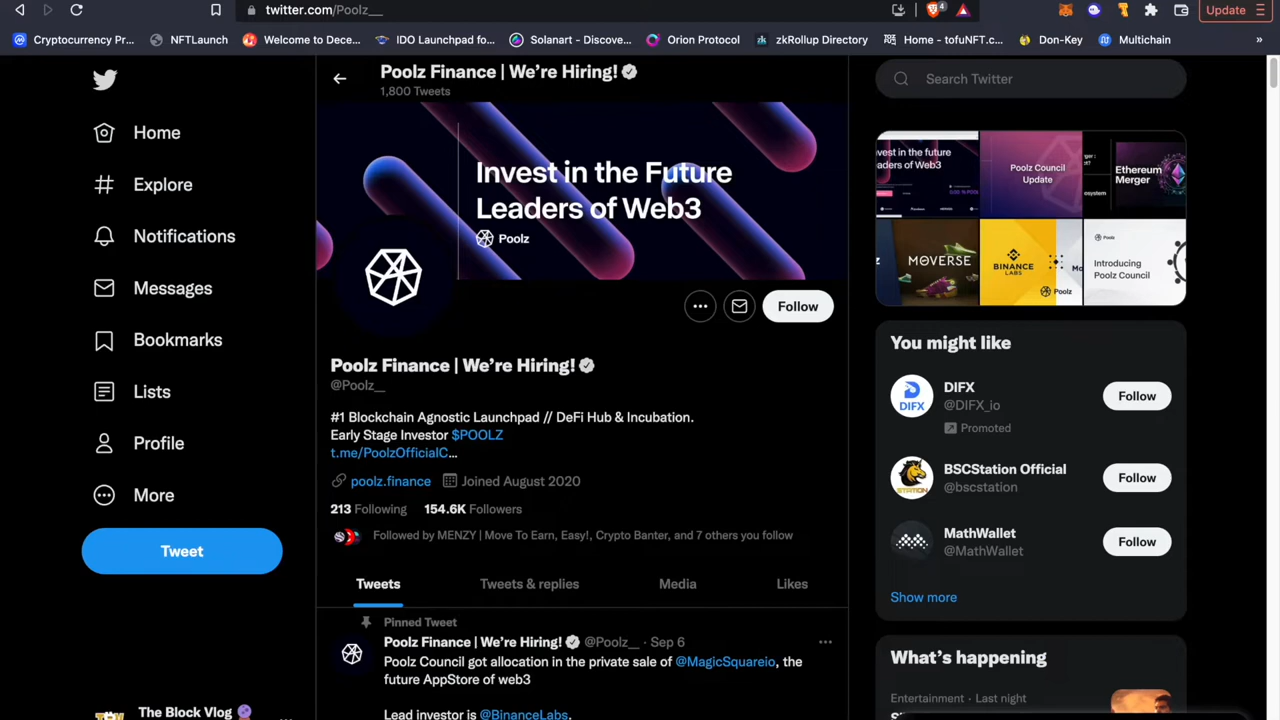 twitter.com/Poolz__
4
Update
Cryptocurrency Pr...
NFTLaunch
Welcome to Dece...
IDO Launchpad fo...
Solanart - Discove...
Orion Protocol
zkRollup Directory
Home - tofuNFT.c...
Don-Key
Multichain
»
Poolz Finance | We’re Hiring!
1,800 Tweets
Search Twitter
Home
Explore
Notifications
Messages
Bookmarks
Lists
Profile
More
Tweet
Invest in the Future
Leaders of Web3
Poolz
Follow
Poolz Finance | We’re Hiring!
@Poolz__
#1 Blockchain Agnostic Launchpad // DeFi Hub & Incubation.
Early Stage Investor $POOLZ
t.me/PoolzOfficialC...
poolz.finance Joined August 2020
213 Following 154.6K Followers
Followed by MENZY | Move To Earn, Easy!, Crypto Banter, and 7 others you follow
Tweets
Tweets & replies
Media
Likes
Pinned Tweet
Poolz Finance | We’re Hiring! @Poolz__ · Sep 6
Poolz Council got allocation in the private sale of @MagicSquareio, the
future AppStore of web3
Lead investor is @BinanceLabs.
nvest in the future
eaders of Web3
Poolz Council
Update
Ethereum
Merger
MOVERSE
BINANCE
LABS
Poolz
Poolz
Introducing
Poolz Council
You might like
DIFX
@DIFX_io
Promoted
Follow
BSCStation Official
@bscstation
Follow
MathWallet
@MathWallet
Follow
Show more
What’s happening
Entertainment · Last night
The Block Vlog